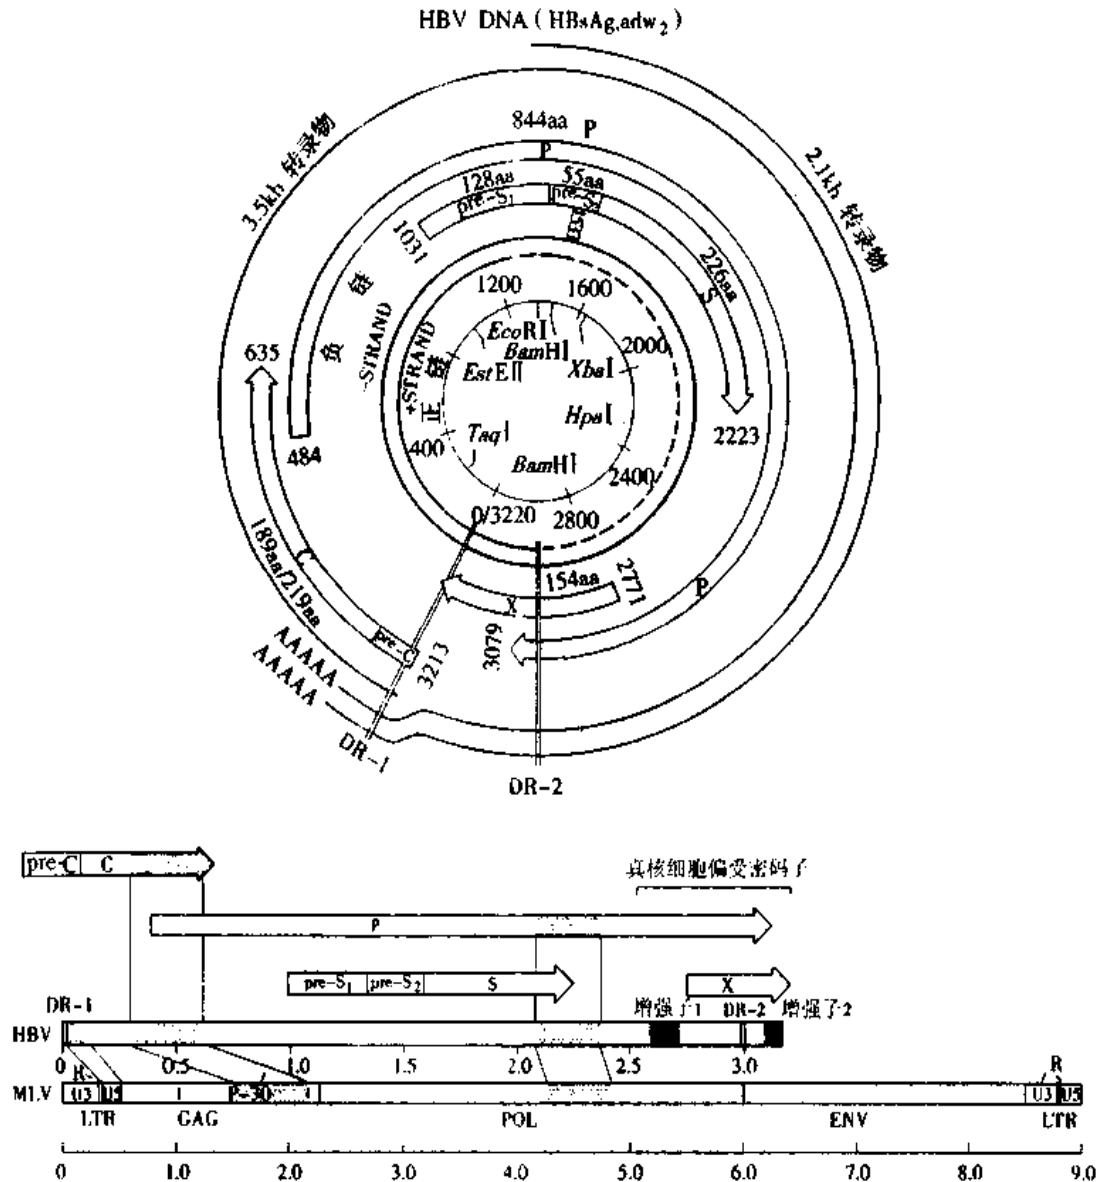 HBV DNA (HBsAg,adw2)
3.5kh 转录物
2.1kh 转录物
844aa
P
P
128aa
55aa
pre-S1
pre-S
1031
226aa
S
负 链
-STRAND
+STRAND
正 链
1200
1600
2000
2400
2800
0/3220
400
EcoRI
BamHI
EstEII
XbaI
HpaI
TaqI
BamHI
635
484
2223
189aa/219aa
C
pre-C
3213
AAAAA
AAAAA
154aa
2771
X
3079
P
DR-1
DR-2
pre-C C
真核细胞偏受密码子
P
pre-S1 pre-S2 S
X
DR-1
增强子1 DR-2 增强子2
HBV
0 0.5 1.0 1.5 2.0 2.5 3.0
R- R
MLV U3 U5 P-30 U3 U5
LTR GAG POL ENV LTR
0 1.0 2.0 3.0 4.0 5.0 6.0 7.0 8.0 9.0